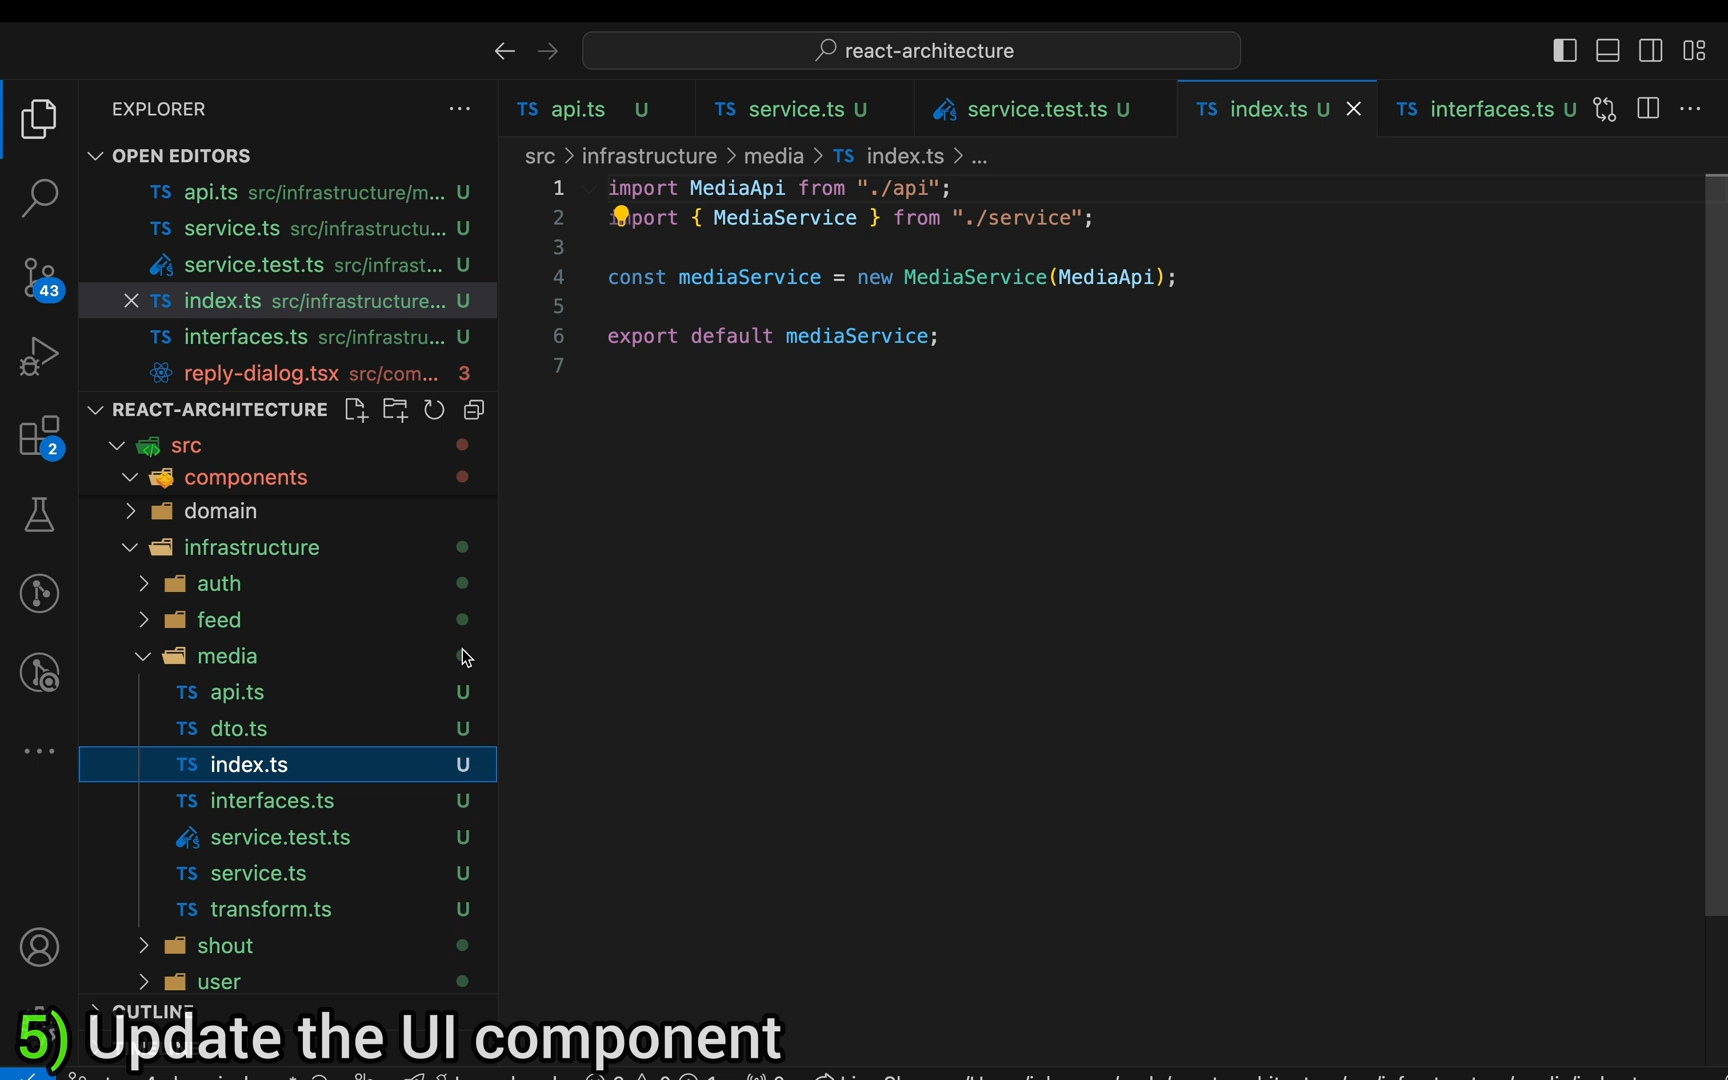 react-architecture
EXPLORER
OPEN EDITORS
TS api.ts src/infrastructure/m... U
TS service.ts src/infrastructu... U
service.test.ts src/infrast... U
TS index.ts src/infrastructure... U
TS interfaces.ts src/infrastru... U
reply-dialog.tsx src/com... 3
REACT-ARCHITECTURE
src
components
domain
infrastructure
auth
feed
media
TS api.ts U
TS dto.ts U
TS index.ts U
TS interfaces.ts U
service.test.ts U
TS service.ts U
TS transform.ts U
shout
user
OUTLINE
43
2
TS api.ts U
TS service.ts U
service.test.ts U
TS index.ts U
TS interfaces.ts U
src > infrastructure > media > TS index.ts > ...
1 import MediaApi from "./api";
2 import { MediaService } from "./service";
3
4 const mediaService = new MediaService(MediaApi);
5
6 export default mediaService;
7
5) Update the UI component